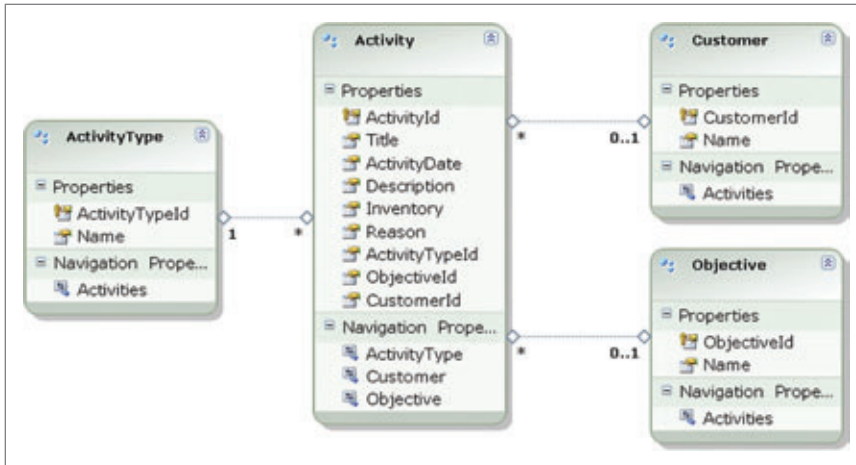 ActivityType
Properties
ActivityTypeId
Name
Navigation Prope...
Activities
1
*
Activity
Properties
ActivityId
Title
ActivityDate
Description
Inventory
Reason
ActivityTypeId
ObjectiveId
CustomerId
Navigation Prope...
ActivityType
Customer
Objective
*
0..1
Customer
Properties
CustomerId
Name
Navigation Prope...
Activities
*
0..1
Objective
Properties
ObjectiveId
Name
Navigation Prope...
Activities